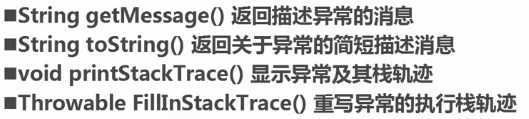 ■String getMessage() 返回描述异常的消息
■String toString() 返回关于异常的简短描述消息
■void printStackTrace() 显示异常及其栈轨迹
■Throwable FillInStackTrace() 重写异常的执行栈轨迹